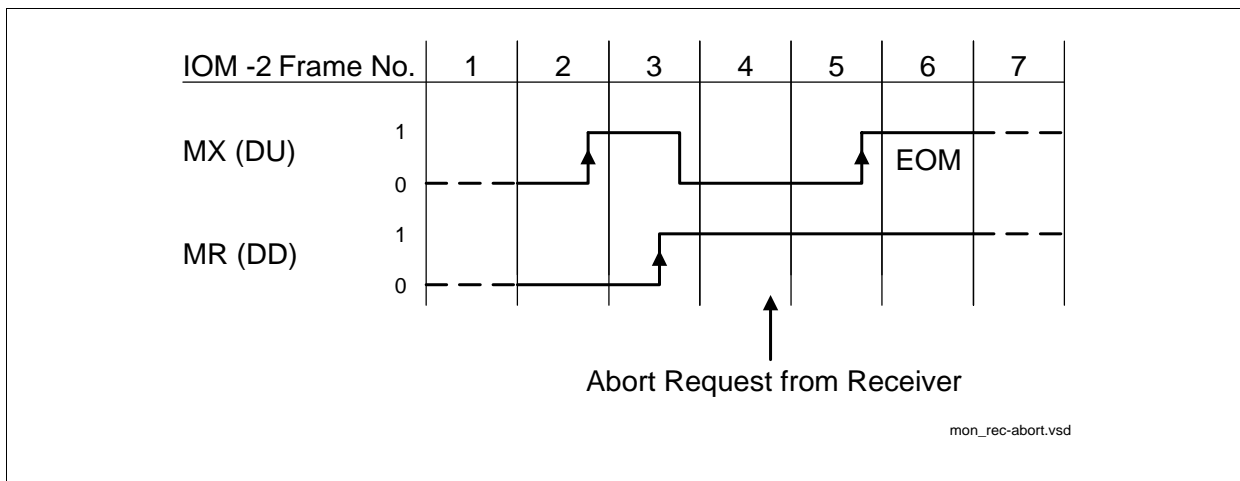 IOM -2 Frame No. 1 2 3 4 5 6 7
1
MX (DU)
EOM
0
1
MR (DD)
0
Abort Request from Receiver
mon_rec-abort.vsd